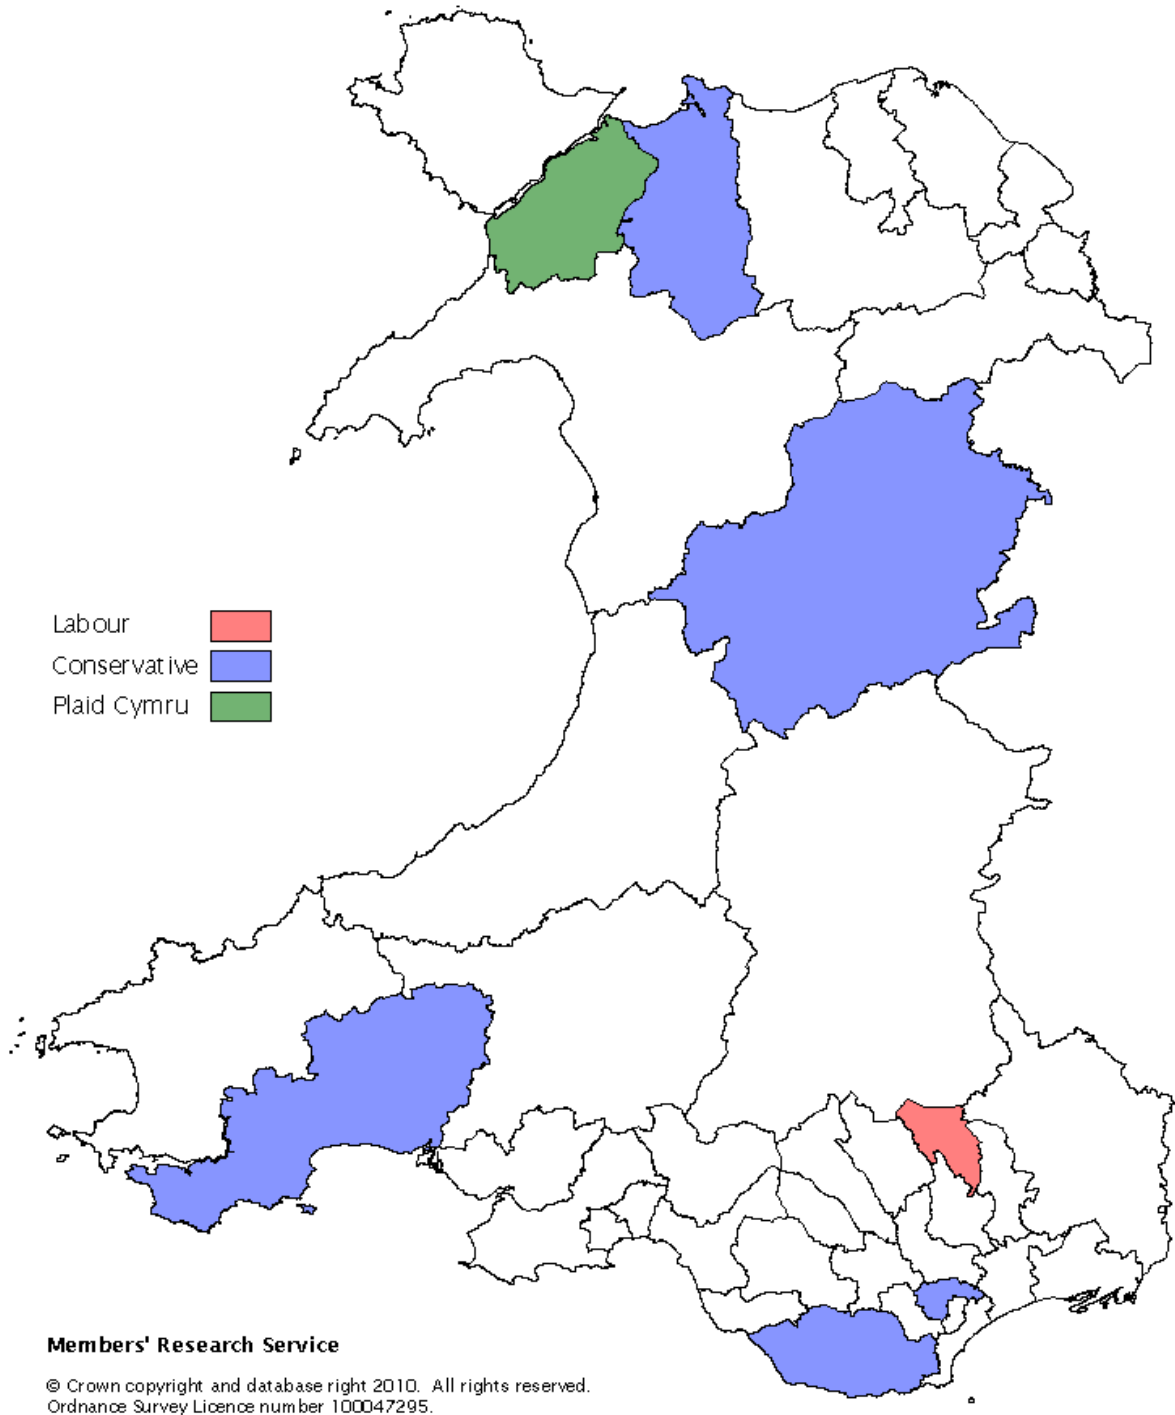 Labour
Conservative
Plaid Cymru
Members' Research Service
© Crown copyright and database right 2010. All rights reserved.
Ordnance Survey Licence number 100047295.